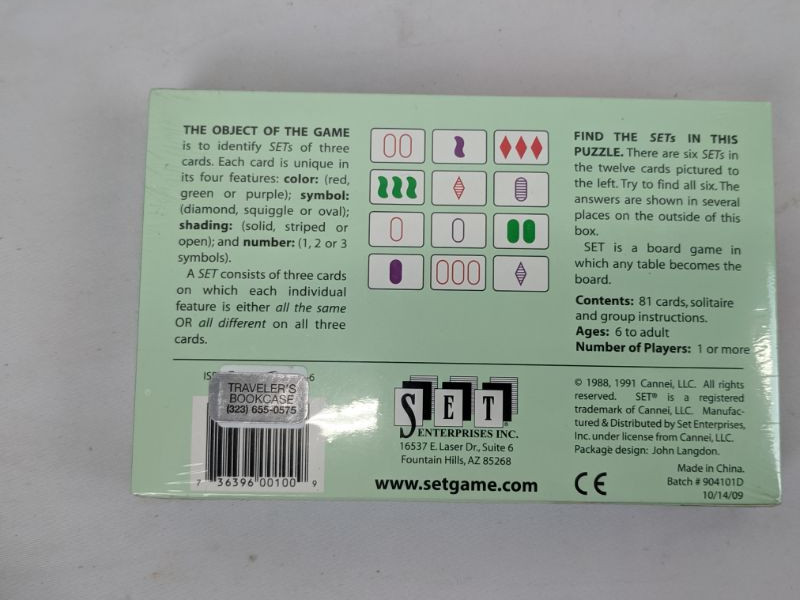 THE OBJECT OF THE GAME
is to identify SETs of three
cards. Each card is unique in
its four features: color: (red,
green or purple); symbol:
(diamond, squiggle or oval);
shading: (solid, striped or
open); and number: (1, 2 or 3
symbols).
A SET consists of three cards
on which each individual
feature is either all the same
OR all different on all three
cards.
FIND THE SETs IN THIS
PUZZLE. There are six SETs in
the twelve cards pictured to
the left. Try to find all six. The
answers are shown in several
places on the outside of this
box.
SET is a board game in
which any table becomes the
board.
Contents: 81 cards, solitaire
and group instructions.
Ages: 6 to adult
Number of Players: 1 or more
-6
TRAVELER'S
BOOKCASE
(323) 655-0575
7 36396 00100 9
SET
ENTERPRISES INC.
16537 E. Laser Dr., Suite 6
Fountain Hills, AZ 85268
www.setgame.com
© 1988, 1991 Cannei, LLC. All rights
reserved. SET® is a registered
trademark of Cannei, LLC. Manufac-
tured & Distributed by Set Enterprises,
Inc. under license from Cannei, LLC.
Package design: John Langdon.
CE
Made in China.
Batch # 904101D
10/14/09